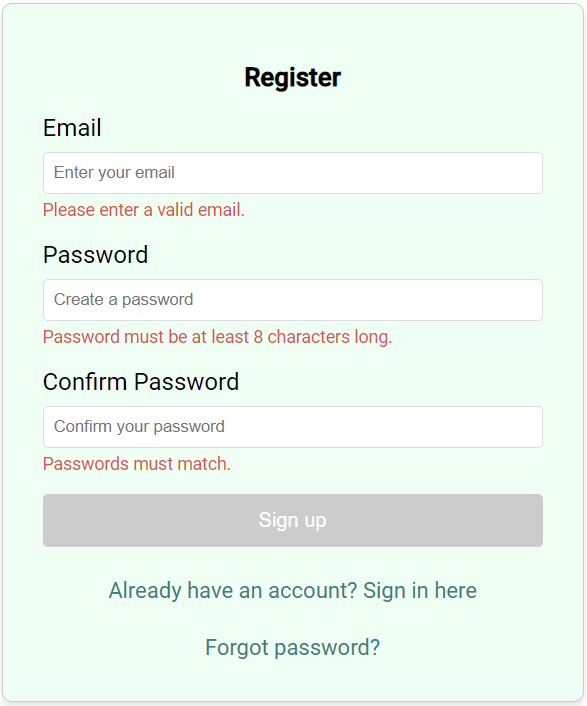 Register
Email
Enter your email
Please enter a valid email.
Password
Create a password
Password must be at least 8 characters long.
Confirm Password
Confirm your password
Passwords must match.
Sign up
Already have an account? Sign in here
Forgot password?